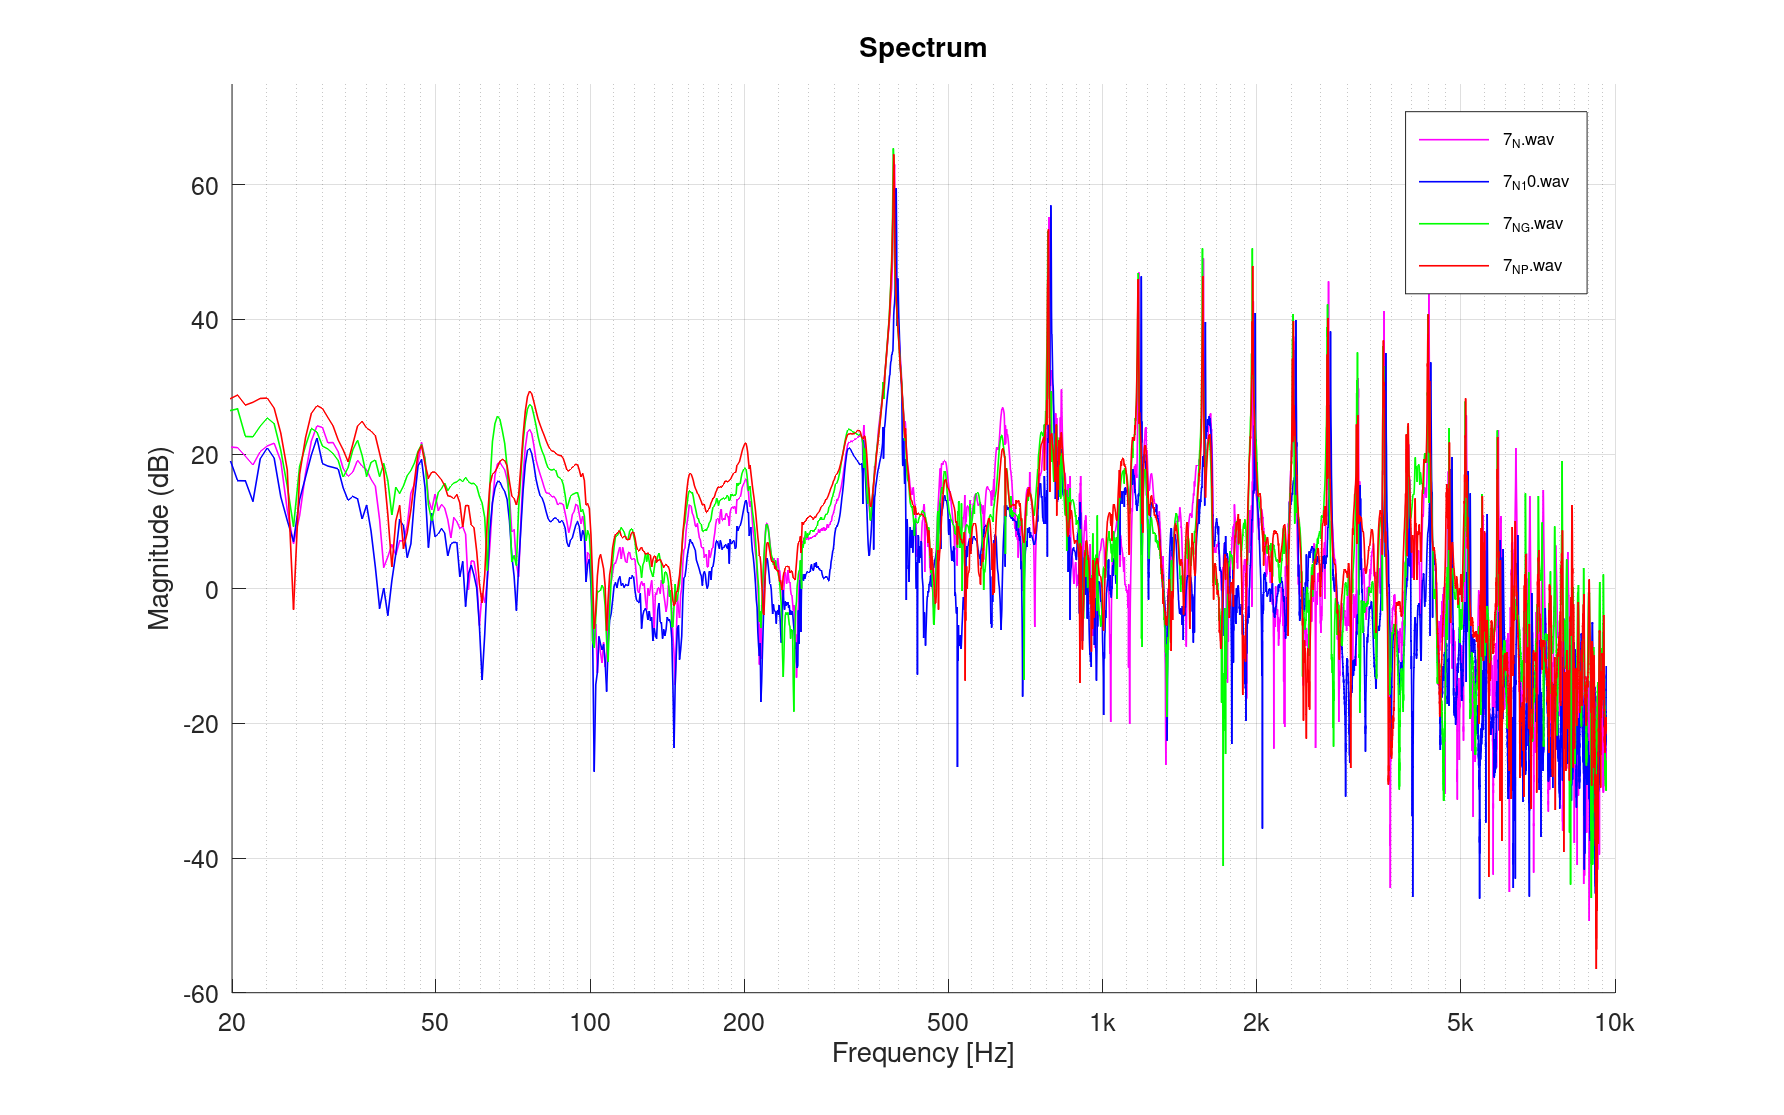 Spectrum
7N.wav
7N10.wav
7NG.wav
7NP.wav
Magnitude (dB)
60
40
20
0
-20
-40
-60
20 50 100 200 500 1k 2k 5k 10k
Frequency [Hz]